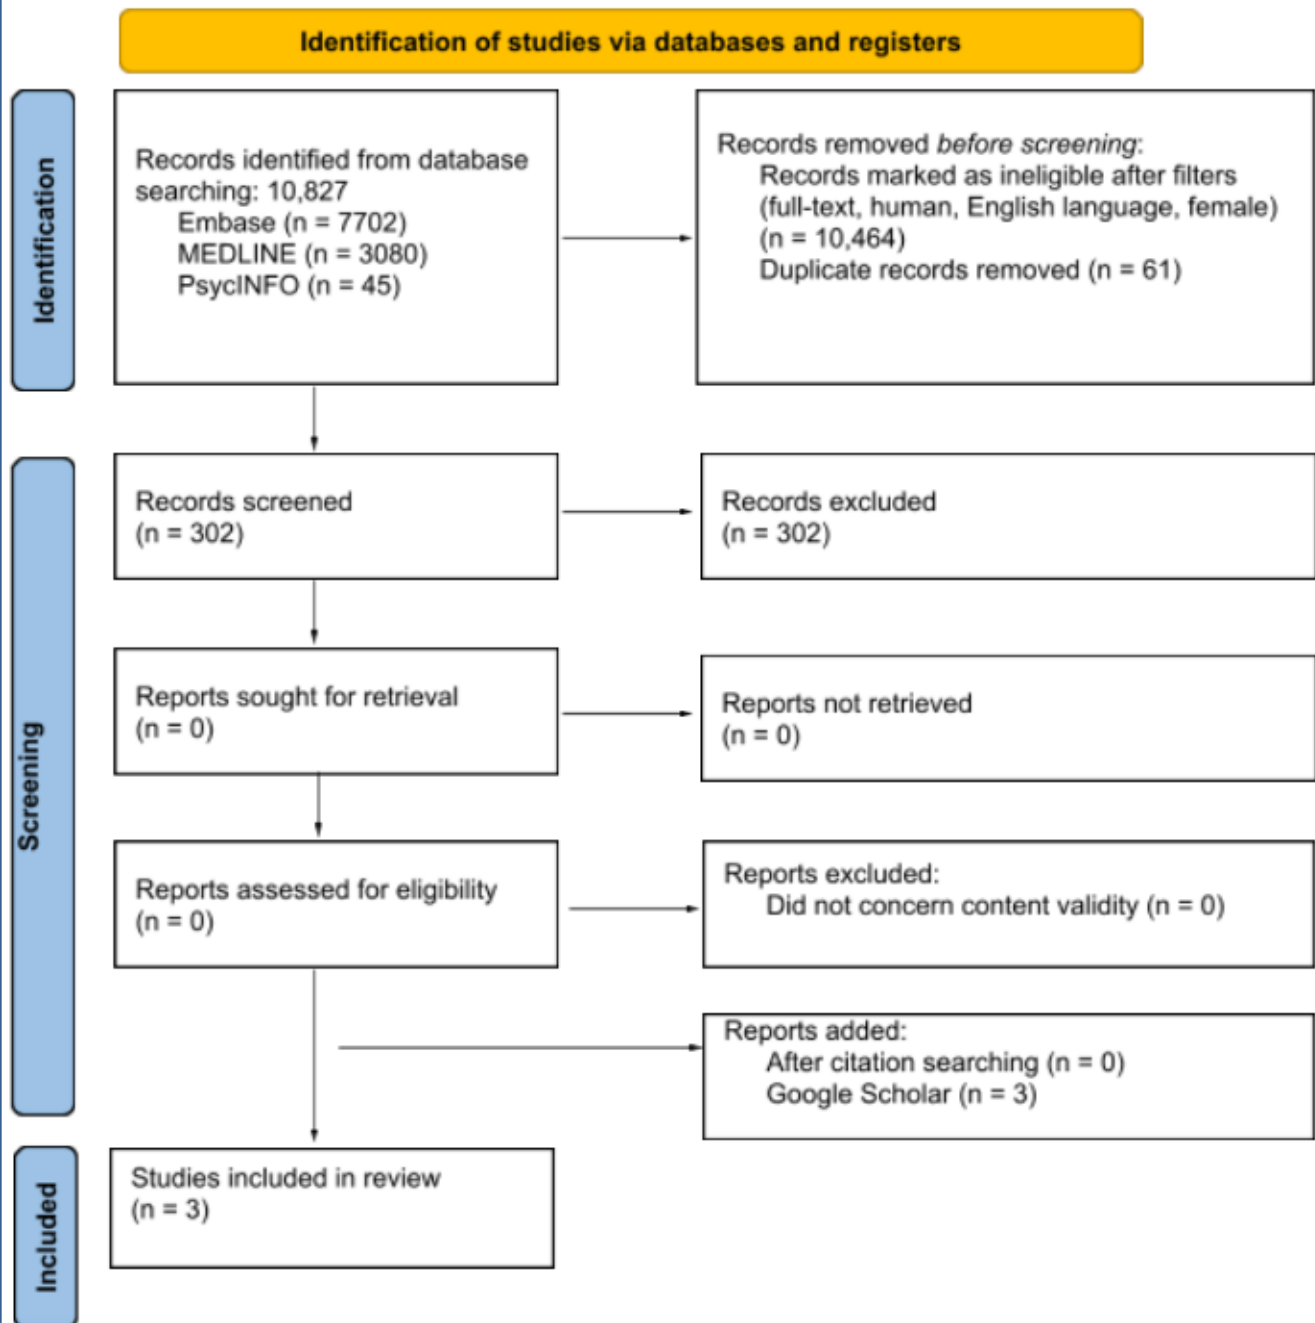 Identification of studies via databases and registers
Identification
Records identified from database
searching: 10,827
Embase (n = 7702)
MEDLINE (n = 3080)
PsycINFO (n = 45)
Records removed before screening:
Records marked as ineligible after filters
(full-text, human, English language, female)
(n = 10,464)
Duplicate records removed (n = 61)
Screening
Records screened
(n = 302)
Records excluded
(n = 302)
Reports sought for retrieval
(n = 0)
Reports not retrieved
(n = 0)
Reports assessed for eligibility
(n = 0)
Reports excluded:
Did not concern content validity (n = 0)
Reports added:
After citation searching (n = 0)
Google Scholar (n = 3)
Included
Studies included in review
(n = 3)